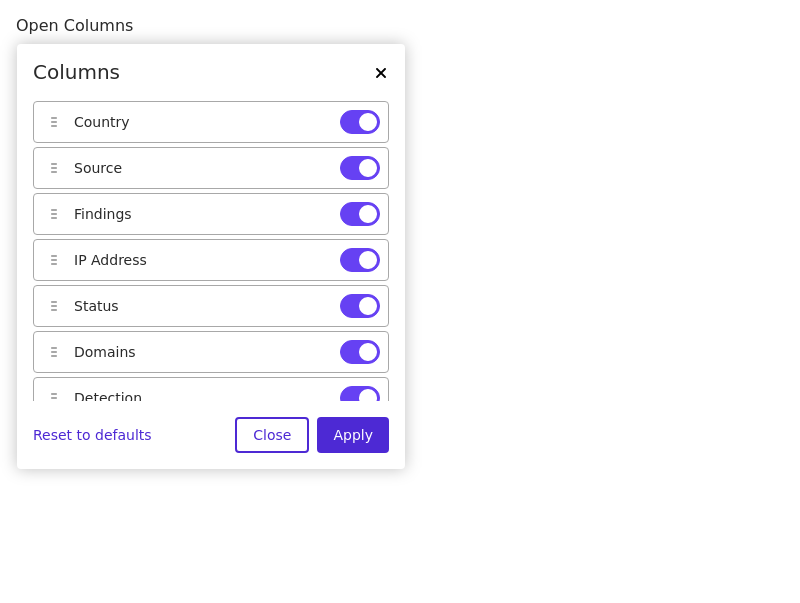 Open Columns
Columns
Country
Source
Findings
IP Address
Status
Domains
Detection
Reset to defaults
Close
Apply